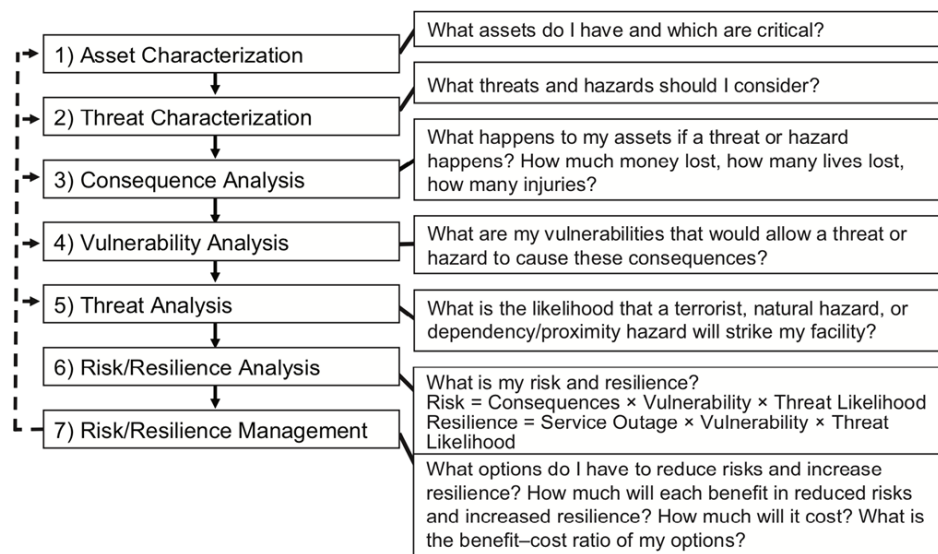 1) Asset Characterization
What assets do I have and which are critical?
2) Threat Characterization
What threats and hazards should I consider?
3) Consequence Analysis
What happens to my assets if a threat or hazard
happens? How much money lost, how many lives lost,
how many injuries?
4) Vulnerability Analysis
What are my vulnerabilities that would allow a threat or
hazard to cause these consequences?
5) Threat Analysis
What is the likelihood that a terrorist, natural hazard, or
dependency/proximity hazard will strike my facility?
6) Risk/Resilience Analysis
What is my risk and resilience?
Risk = Consequences × Vulnerability × Threat Likelihood
Resilience = Service Outage × Vulnerability × Threat
Likelihood
7) Risk/Resilience Management
What options do I have to reduce risks and increase
resilience? How much will each benefit in reduced risks
and increased resilience? How much will it cost? What is
the benefit–cost ratio of my options?